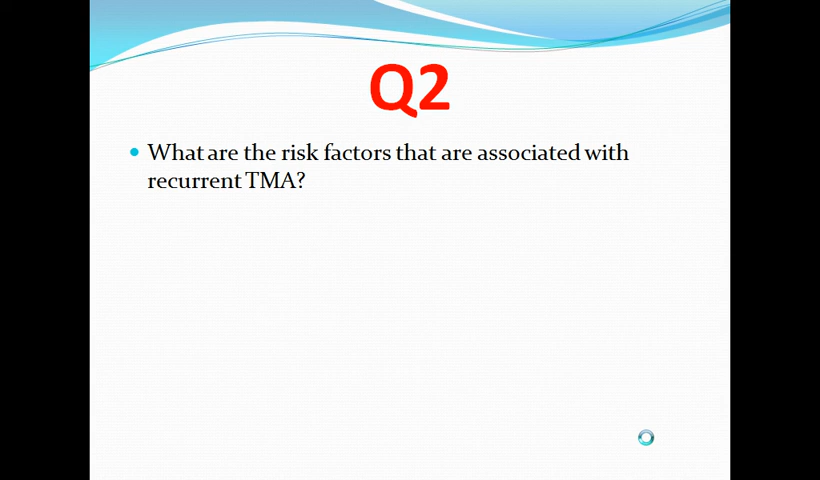 Q2
What are the risk factors that are associated with
recurrent TMA?